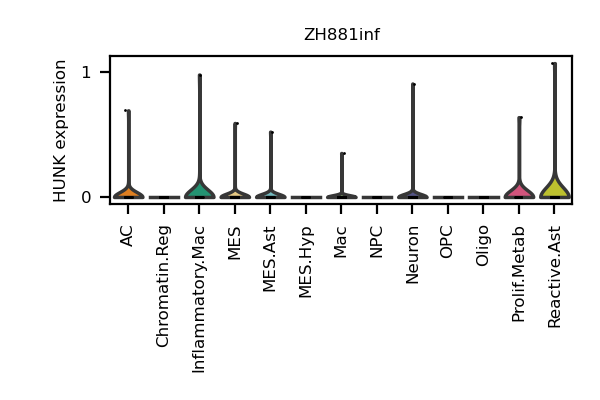 ZH881inf
HUNK expression
1
0
AC
Chromatin.Reg
Inflammatory.Mac
MES
MES.Ast
MES.Hyp
Mac
NPC
Neuron
OPC
Oligo
Prolif.Metab
Reactive.Ast